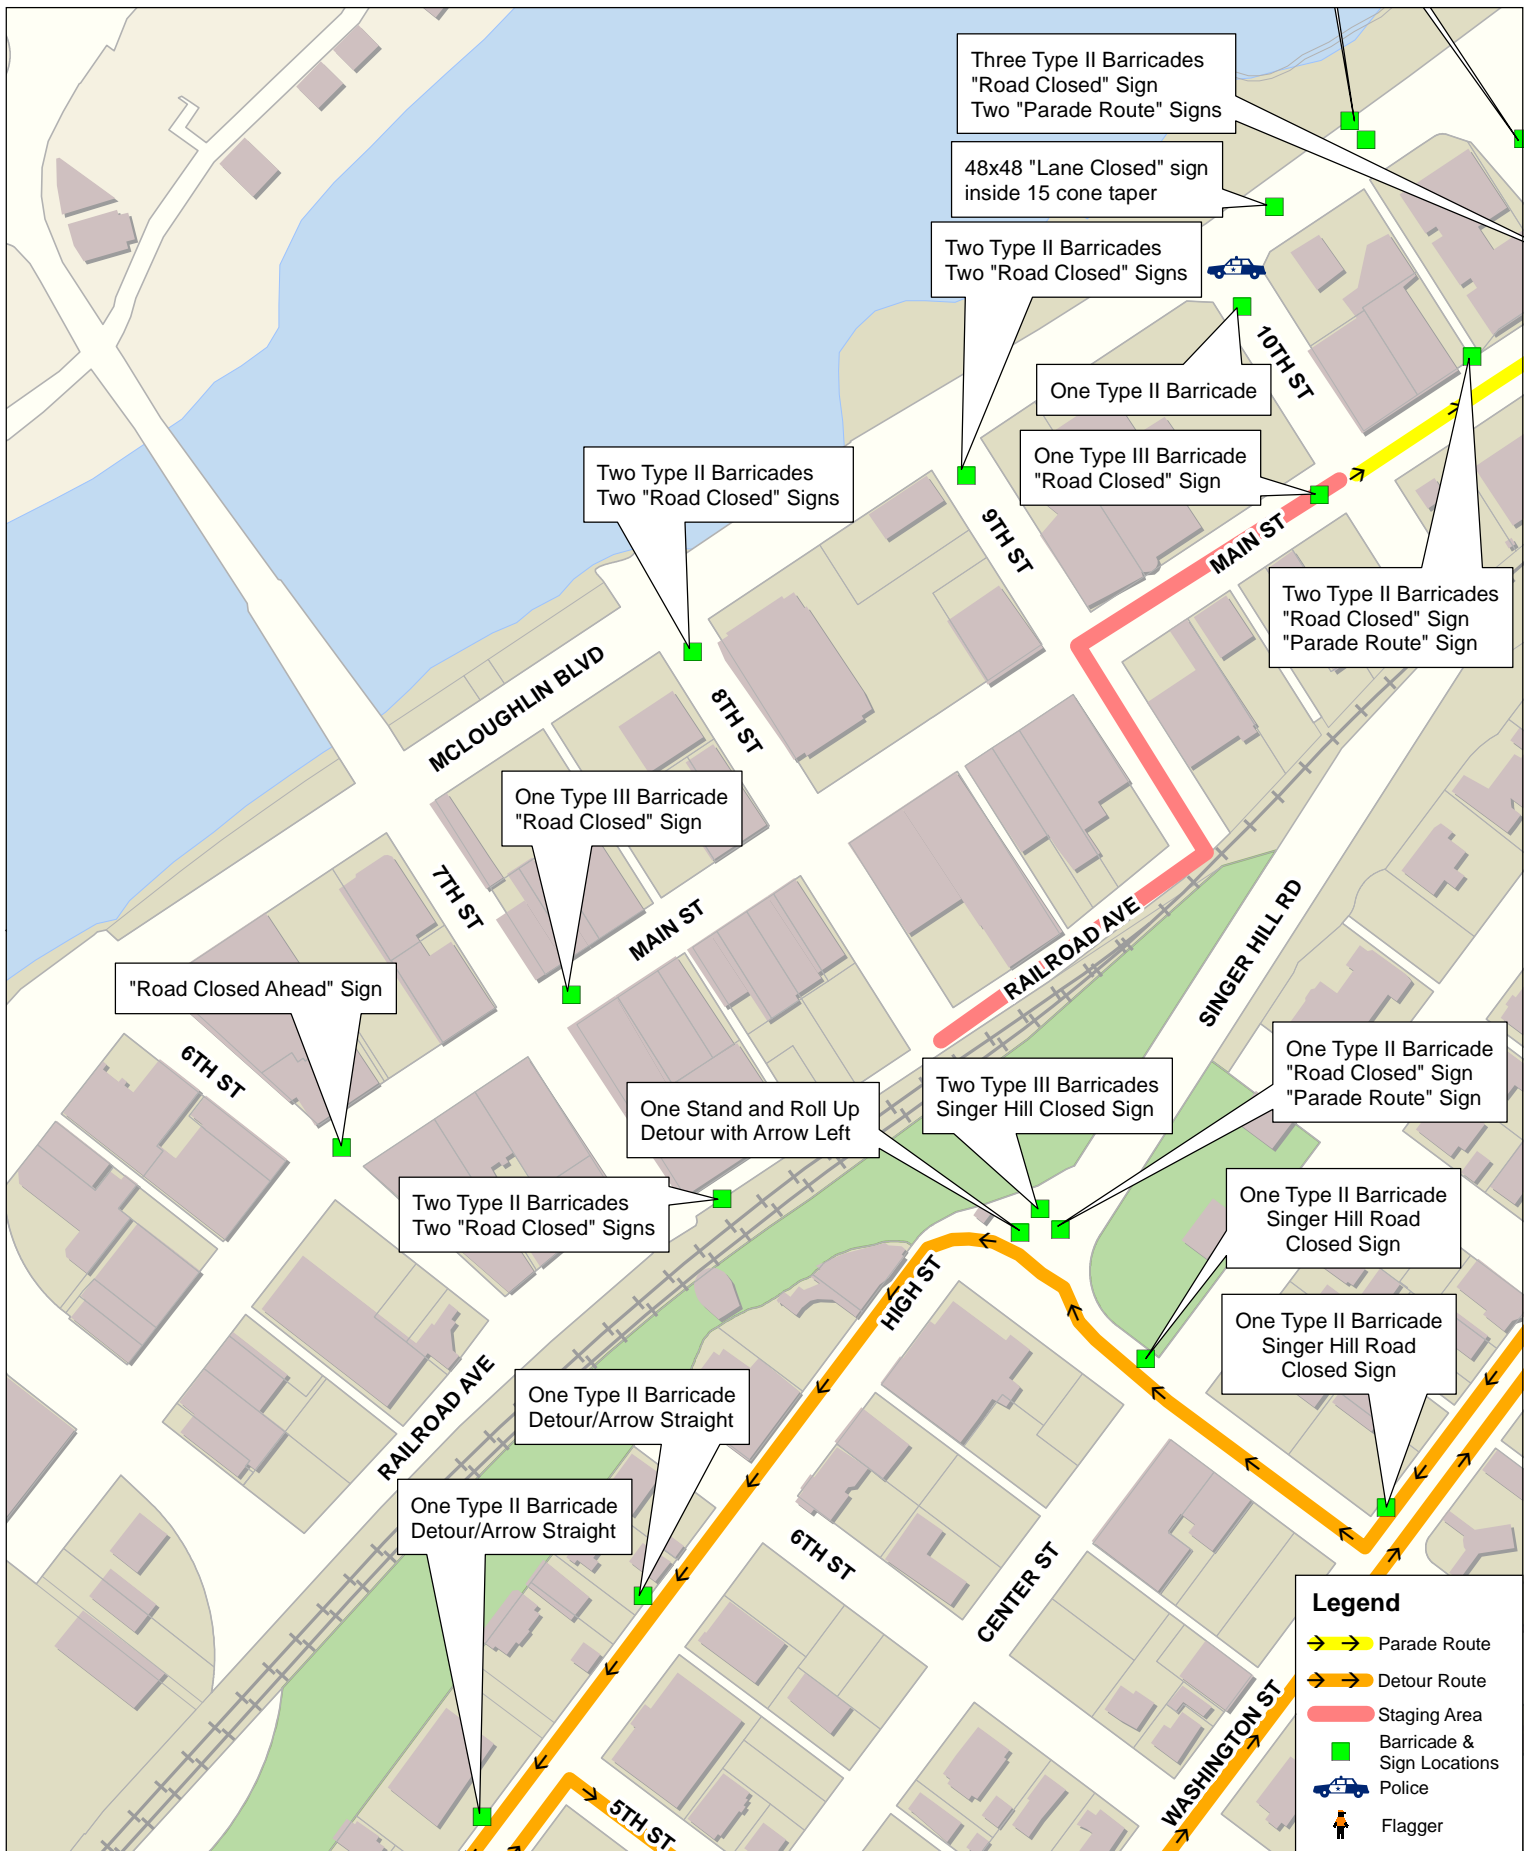 Three Type II Barricades
"Road Closed" Sign
Two "Parade Route" Signs
48x48 "Lane Closed" sign
inside 15 cone taper
Two Type II Barricades
Two "Road Closed" Signs
10TH ST
One Type II Barricade
One Type III Barricade
"Road Closed" Sign
Two Type II Barricades
Two "Road Closed" Signs
9TH ST
MAIN ST
Two Type II Barricades
"Road Closed" Sign
"Parade Route" Sign
MCLOUGHLIN BLVD
8TH ST
One Type III Barricade
"Road Closed" Sign
7TH ST
MAIN ST
RAILROAD AVE
SINGER HILL RD
"Road Closed Ahead" Sign
6TH ST
One Stand and Roll Up
Detour with Arrow Left
Two Type III Barricades
Singer Hill Closed Sign
One Type II Barricade
"Road Closed" Sign
"Parade Route" Sign
Two Type II Barricades
Two "Road Closed" Signs
One Type II Barricade
Singer Hill Road
Closed Sign
HIGH ST
One Type II Barricade
Singer Hill Road
Closed Sign
RAILROAD AVE
One Type II Barricade
Detour/Arrow Straight
One Type II Barricade
Detour/Arrow Straight
6TH ST
CENTER ST
WASHINGTON ST
5TH ST
Legend
Parade Route
Detour Route
Staging Area
Barricade &
Sign Locations
Police
Flagger